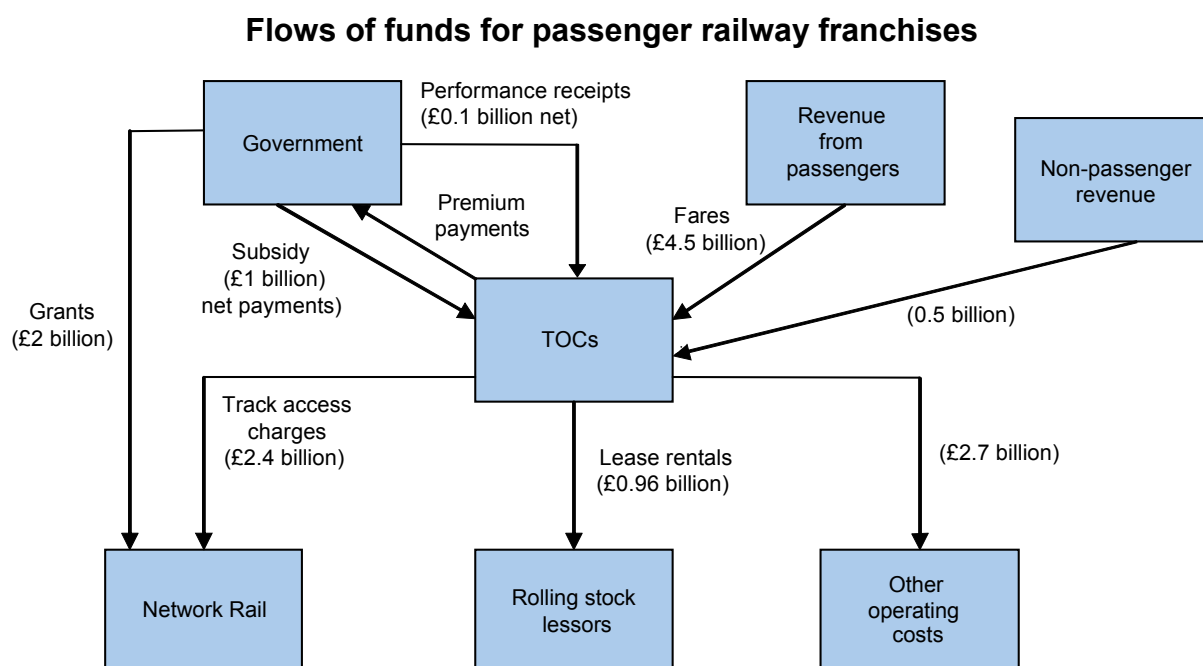 Flows of funds for passenger railway franchises
Performance receipts
(£0.1 billion net)
Government
Revenue
from
passengers
Non-passenger
revenue
Premium
payments
Fares
(£4.5 billion)
Subsidy
(£1 billion)
net payments)
Grants
(£2 billion)
TOCs
(0.5 billion)
Track access
charges
(£2.4 billion)
Lease rentals
(£0.96 billion)
(£2.7 billion)
Network Rail
Rolling stock
lessors
Other
operating
costs